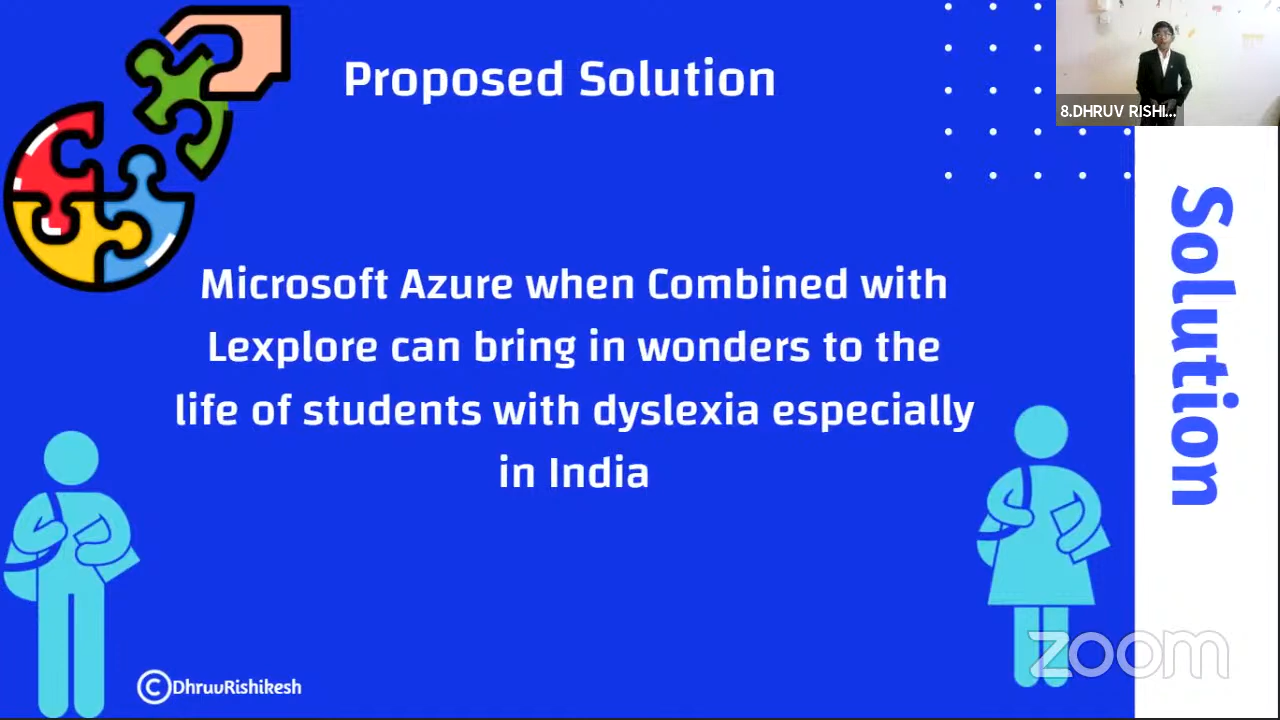 Proposed Solution
8.DHRUV RISHI...
Solution
Microsoft Azure when Combined with
Lexplore can bring in wonders to the
life of students with dyslexia especially
in India
zoom
©DhruvRishikesh